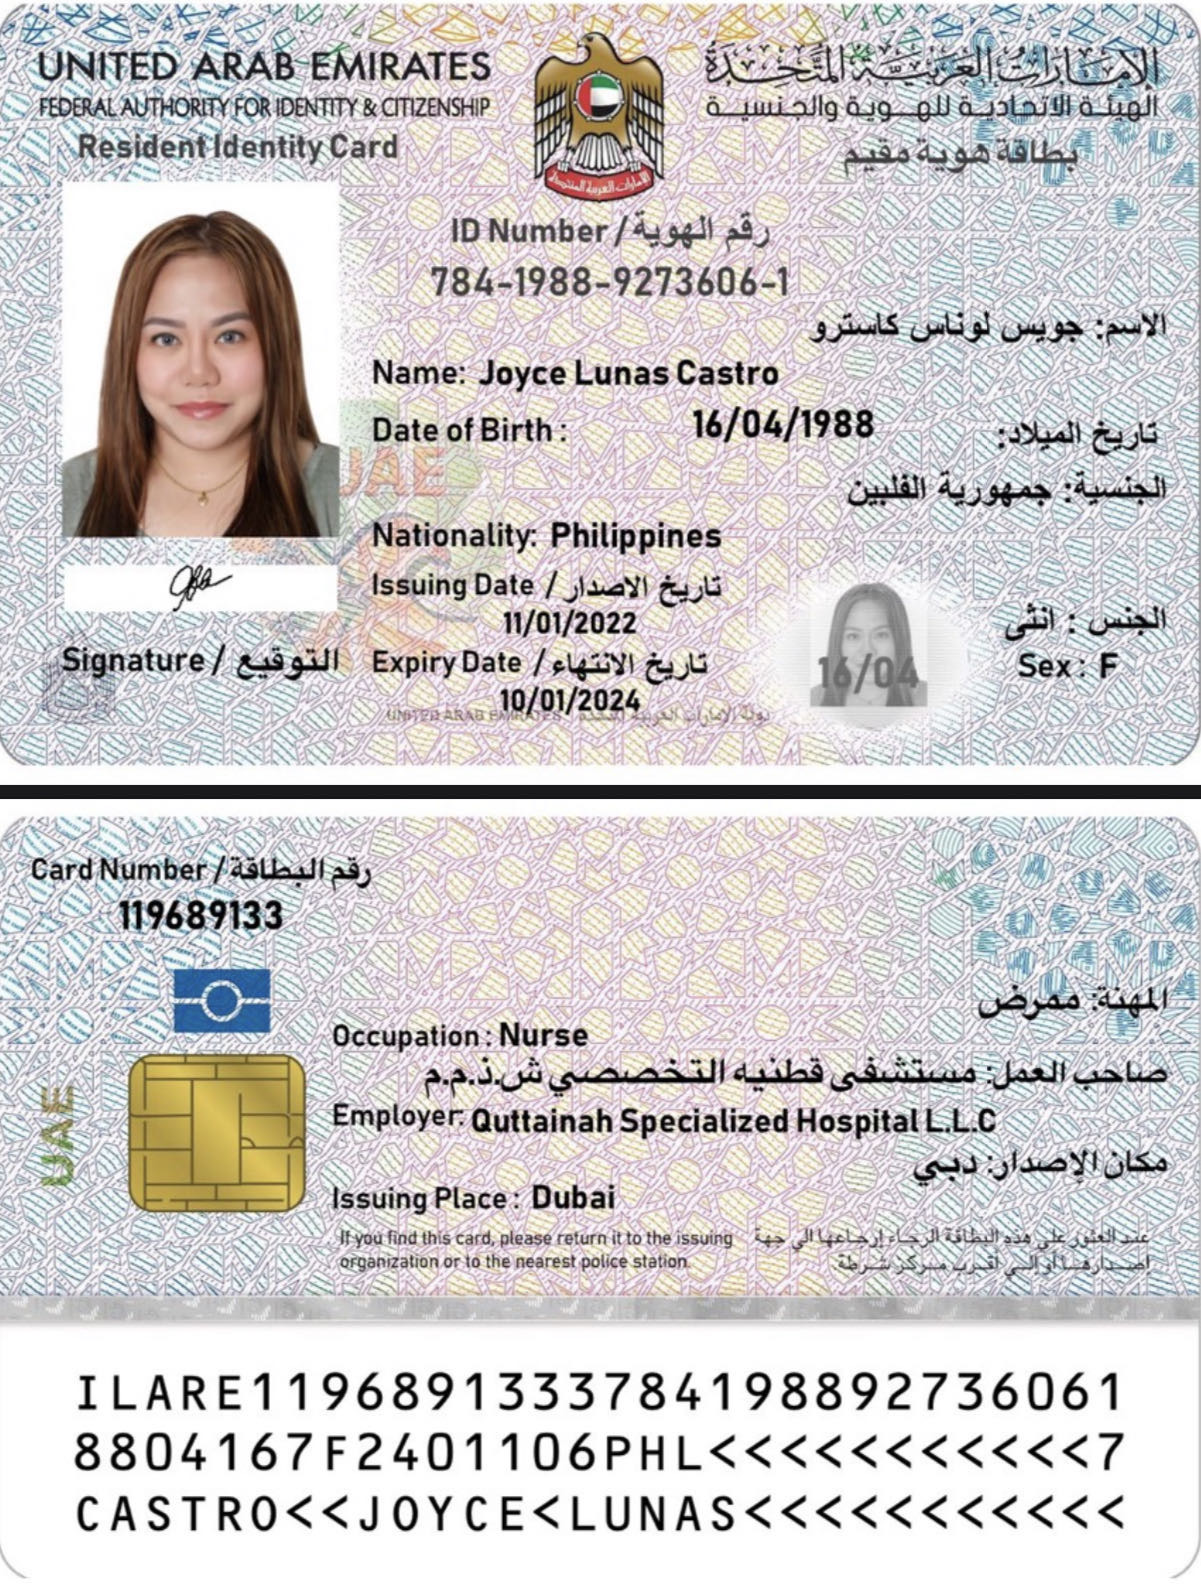 UNITED ARAB EMIRATES
الإمارات العربية المتحدة
FEDERAL AUTHORITY FOR IDENTITY & CITIZENSHIP
الهيئة الاتحادية للهوية والجنسية
Resident Identity Card
بطاقة هوية مقيم
الإمارات العربية المتحدة
ID Number / رقم الهوية
784-1988-9273606-1
الاسم: جويس لوناس كاسترو
Name: Joyce Lunas Castro
Date of Birth : 16/04/1988 تاريخ الميلاد:
UAE
الجنسية: جمهورية الفلبين
Nationality: Philippines
Issuing Date / تاريخ الاصدار
11/01/2022
الجنس : انثى
Signature / التوقيع
Expiry Date / تاريخ الانتهاء
Sex : F
16/04
10/01/2024
UNITED ARAB EMIRATES دولة الإمارات العربية المتحدة
Card Number / رقم البطاقة
119689133
المهنة: ممرض
Occupation : Nurse
صاحب العمل: مستشفى قطنيه التخصصي ش.ذ.م.م
Employer: Quttainah Specialized Hospital L.L.C
UAE
مكان الإصدار: دبي
Issuing Place : Dubai
If you find this card, please return it to the issuing
organization or to the nearest police station.
عند العثور على هذه البطاقة الرجاء إرجاعها الى جهة
اصدارها أو الى أقرب مركز شرطة
ILARE1196891333784198892736061
8804167F2401106PHL<<<<<<<<<<<7
CASTRO<<JOYCE<LUNAS<<<<<<<<<<<